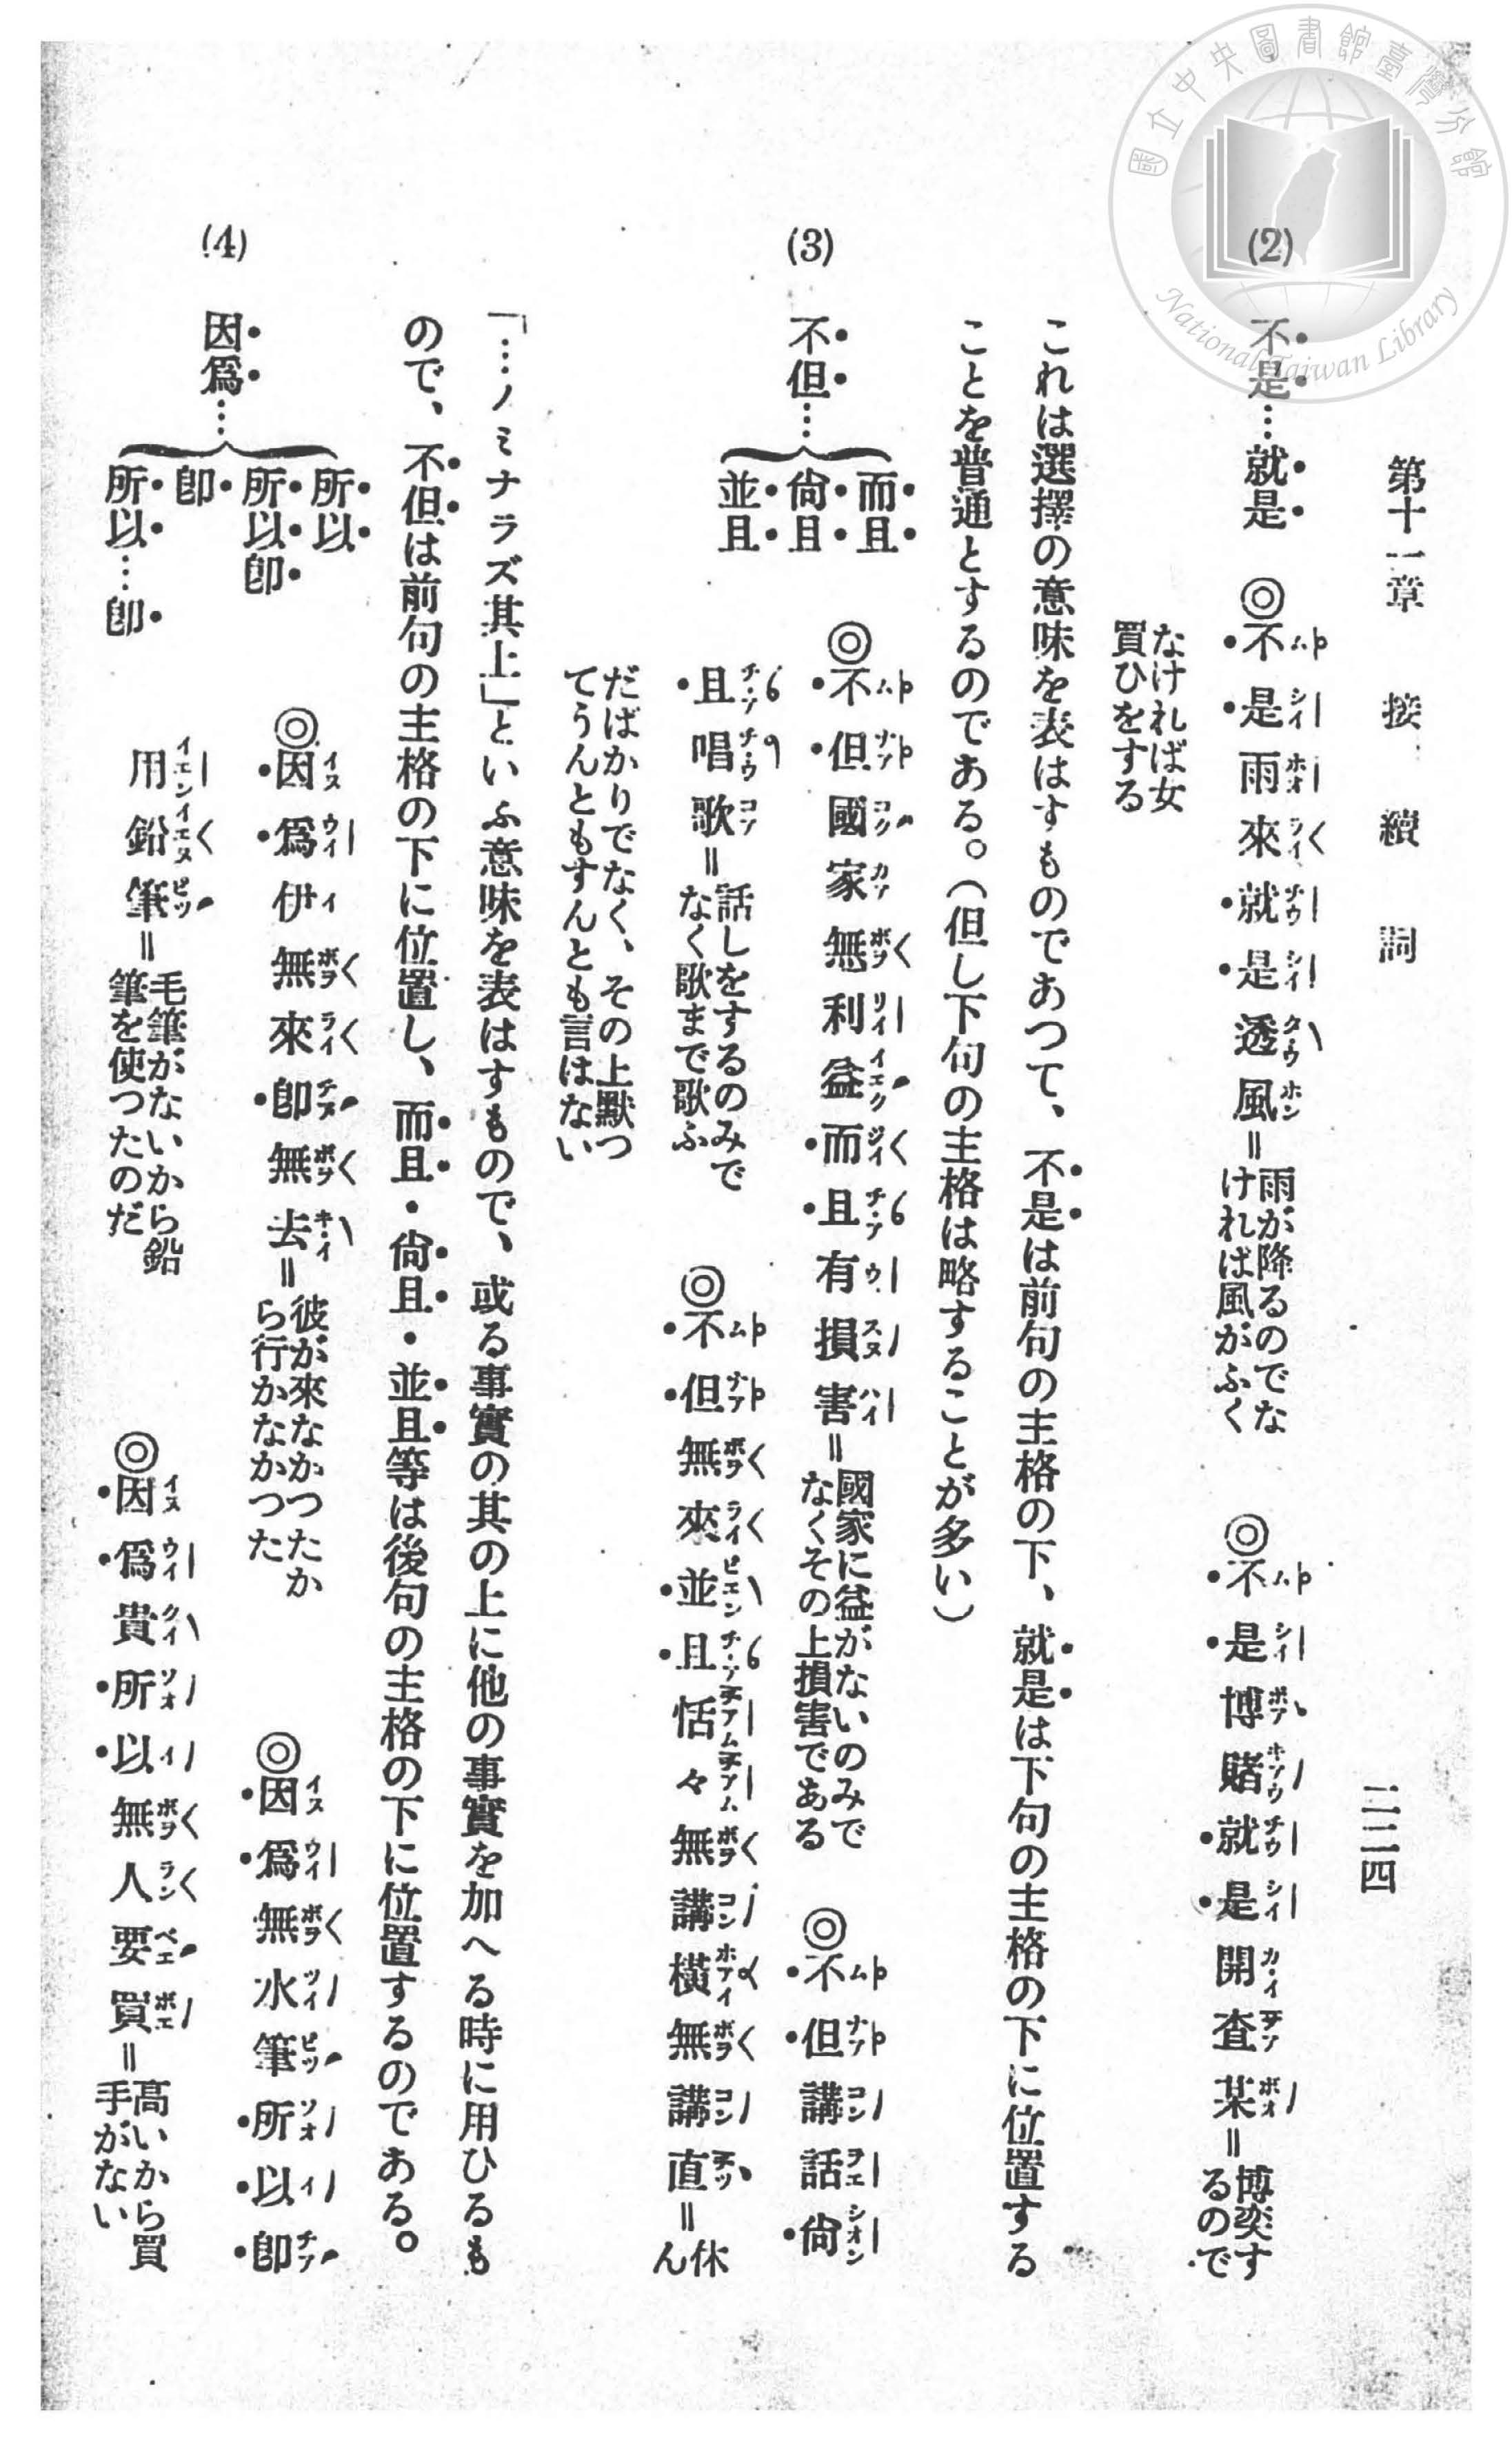 第十一章 接續詞 二二四
(2) 不是…就是 ◎不是雨來就是透風=雨が降るのでなければ風がふく ◎不是博賭就是開査某=博奕するのでなければ女買ひをする
これは選擇の意味を表はすものであつて、不是は前句の主格の下、就是は下句の主格の下に位置する
ことを普通とするのである。(但し下句の主格は略することが多い)
(3) 不但…{而且 尙且 並且 ◎不但國家無利益而且有損害=國家に益がないのみでなくその上損害である ◎不但講話尙
且唱歌=話しをするのみでなく歌まで歌ふ ◎不但無來並且恬々無講橫無講直=休んだばかりでなく、その上默つてうんともすんとも言はない
「…ノミナラズ其上」といふ意味を表はすもので、或る事實の其の上に他の事實を加へる時に用ひるも
ので、不但は前句の主格の下に位置し、而且・尙且・並且等は後句の主格の下に位置するのである。
(4) 因爲…{所以 所以卽 卽 所以…卽 ◎因爲伊無來卽無去=彼が來なかつたから行かなかつた ◎因爲無水筆所以卽
用鉛筆=毛筆がないから鉛筆を使つたのだ ◎因爲貴所以無人要買=高いから買手がない
國立中央圖書館臺灣分館
National Taiwan Library